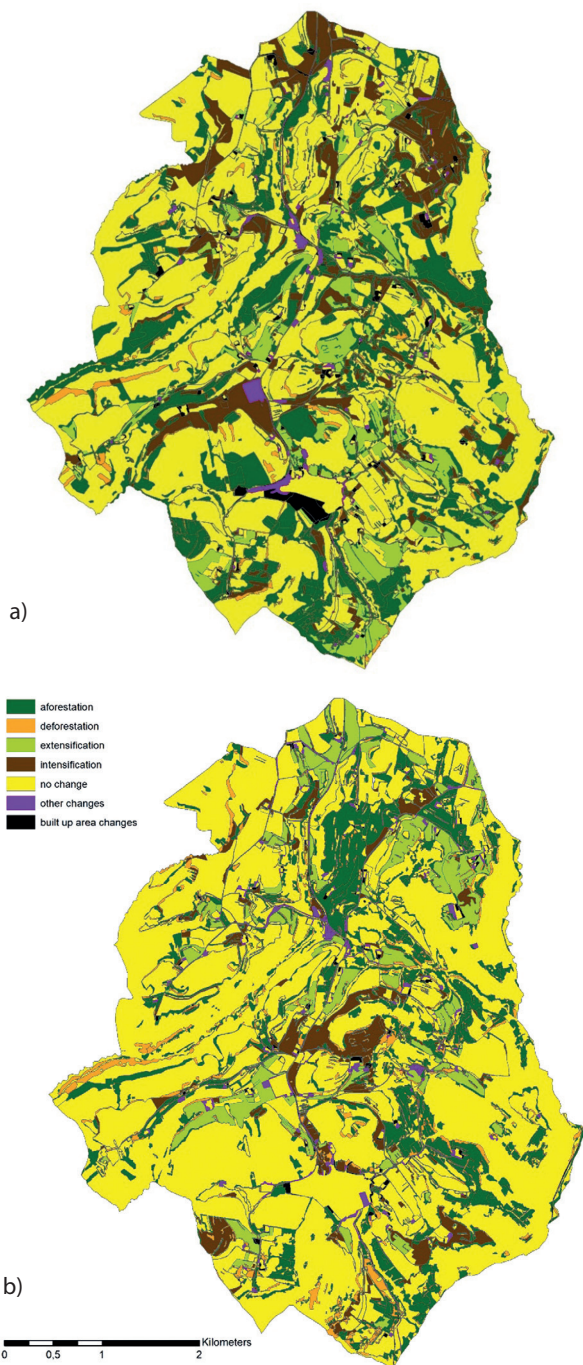 a)
aforestation
deforestation
extensification
intensification
no change
other changes
built up area changes
b)
Kilometers
0 0,5 1 2